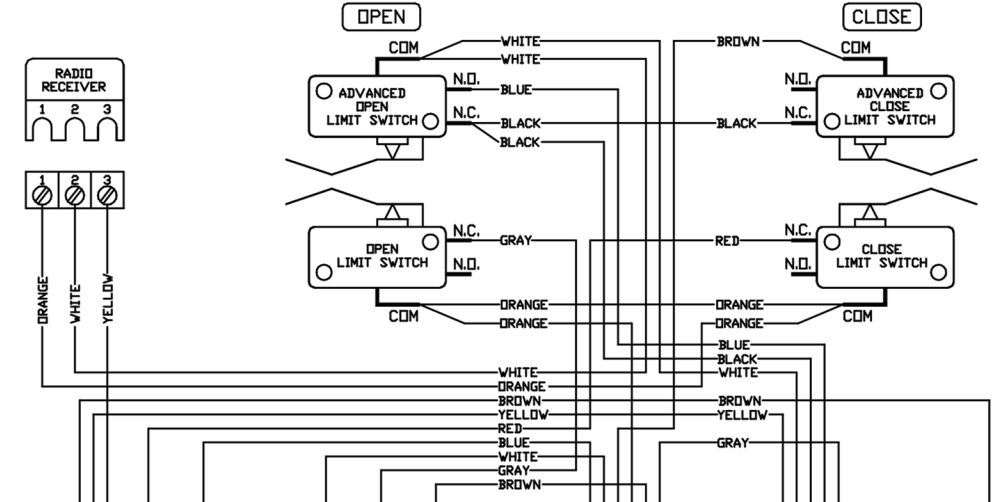 OPEN
CLOSE
COM
WHITE
BROWN
COM
WHITE
RADIO
RECEIVER
1 2 3
N.O.
BLUE
N.O.
ADVANCED
OPEN
LIMIT SWITCH
ADVANCED
CLOSE
LIMIT SWITCH
N.C.
BLACK
BLACK
N.C.
BLACK
1 2 3
N.C.
GRAY
RED
N.C.
OPEN
LIMIT SWITCH
CLOSE
LIMIT SWITCH
N.O.
N.O.
ORANGE
WHITE
YELLOW
COM
ORANGE
ORANGE
COM
ORANGE
ORANGE
BLUE
BLACK
WHITE
WHITE
ORANGE
BROWN
BROWN
YELLOW
YELLOW
RED
BLUE
GRAY
WHITE
GRAY
BROWN